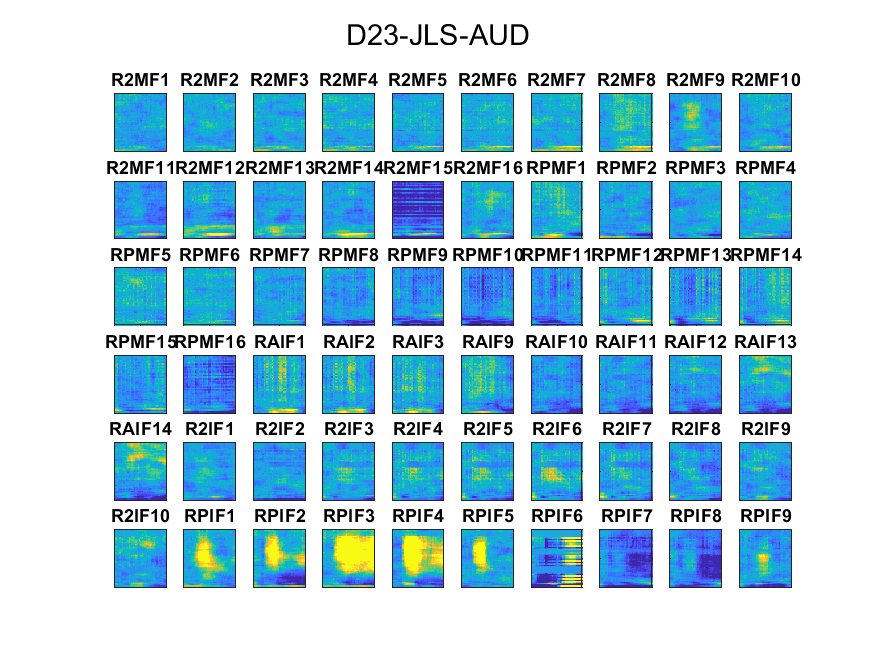 D23-JLS-AUD
R2MF1 R2MF2 R2MF3 R2MF4 R2MF5 R2MF6 R2MF7 R2MF8 R2MF9 R2MF10
R2MF11 R2MF12 R2MF13 R2MF14 R2MF15 R2MF16 RPMF1 RPMF2 RPMF3 RPMF4
RPMF5 RPMF6 RPMF7 RPMF8 RPMF9 RPMF10 RPMF11 RPMF12 RPMF13 RPMF14
RPMF15 RPMF16 RAIF1 RAIF2 RAIF3 RAIF9 RAIF10 RAIF11 RAIF12 RAIF13
RAIF14 R2IF1 R2IF2 R2IF3 R2IF4 R2IF5 R2IF6 R2IF7 R2IF8 R2IF9
R2IF10 RPIF1 RPIF2 RPIF3 RPIF4 RPIF5 RPIF6 RPIF7 RPIF8 RPIF9